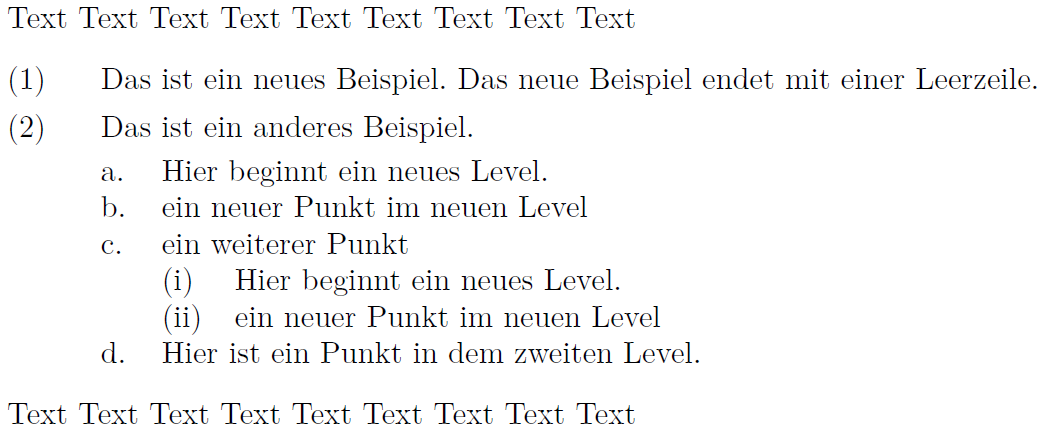 Text Text Text Text Text Text Text Text Text
(1) Das ist ein neues Beispiel. Das neue Beispiel endet mit einer Leerzeile.
(2) Das ist ein anderes Beispiel.
a. Hier beginnt ein neues Level.
b. ein neuer Punkt im neuen Level
c. ein weiterer Punkt
(i) Hier beginnt ein neues Level.
(ii) ein neuer Punkt im neuen Level
d. Hier ist ein Punkt in dem zweiten Level.
Text Text Text Text Text Text Text Text Text